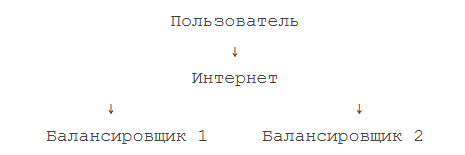 Пользователь
↓
Интернет
↓ ↓
Балансировщик 1 Балансировщик 2